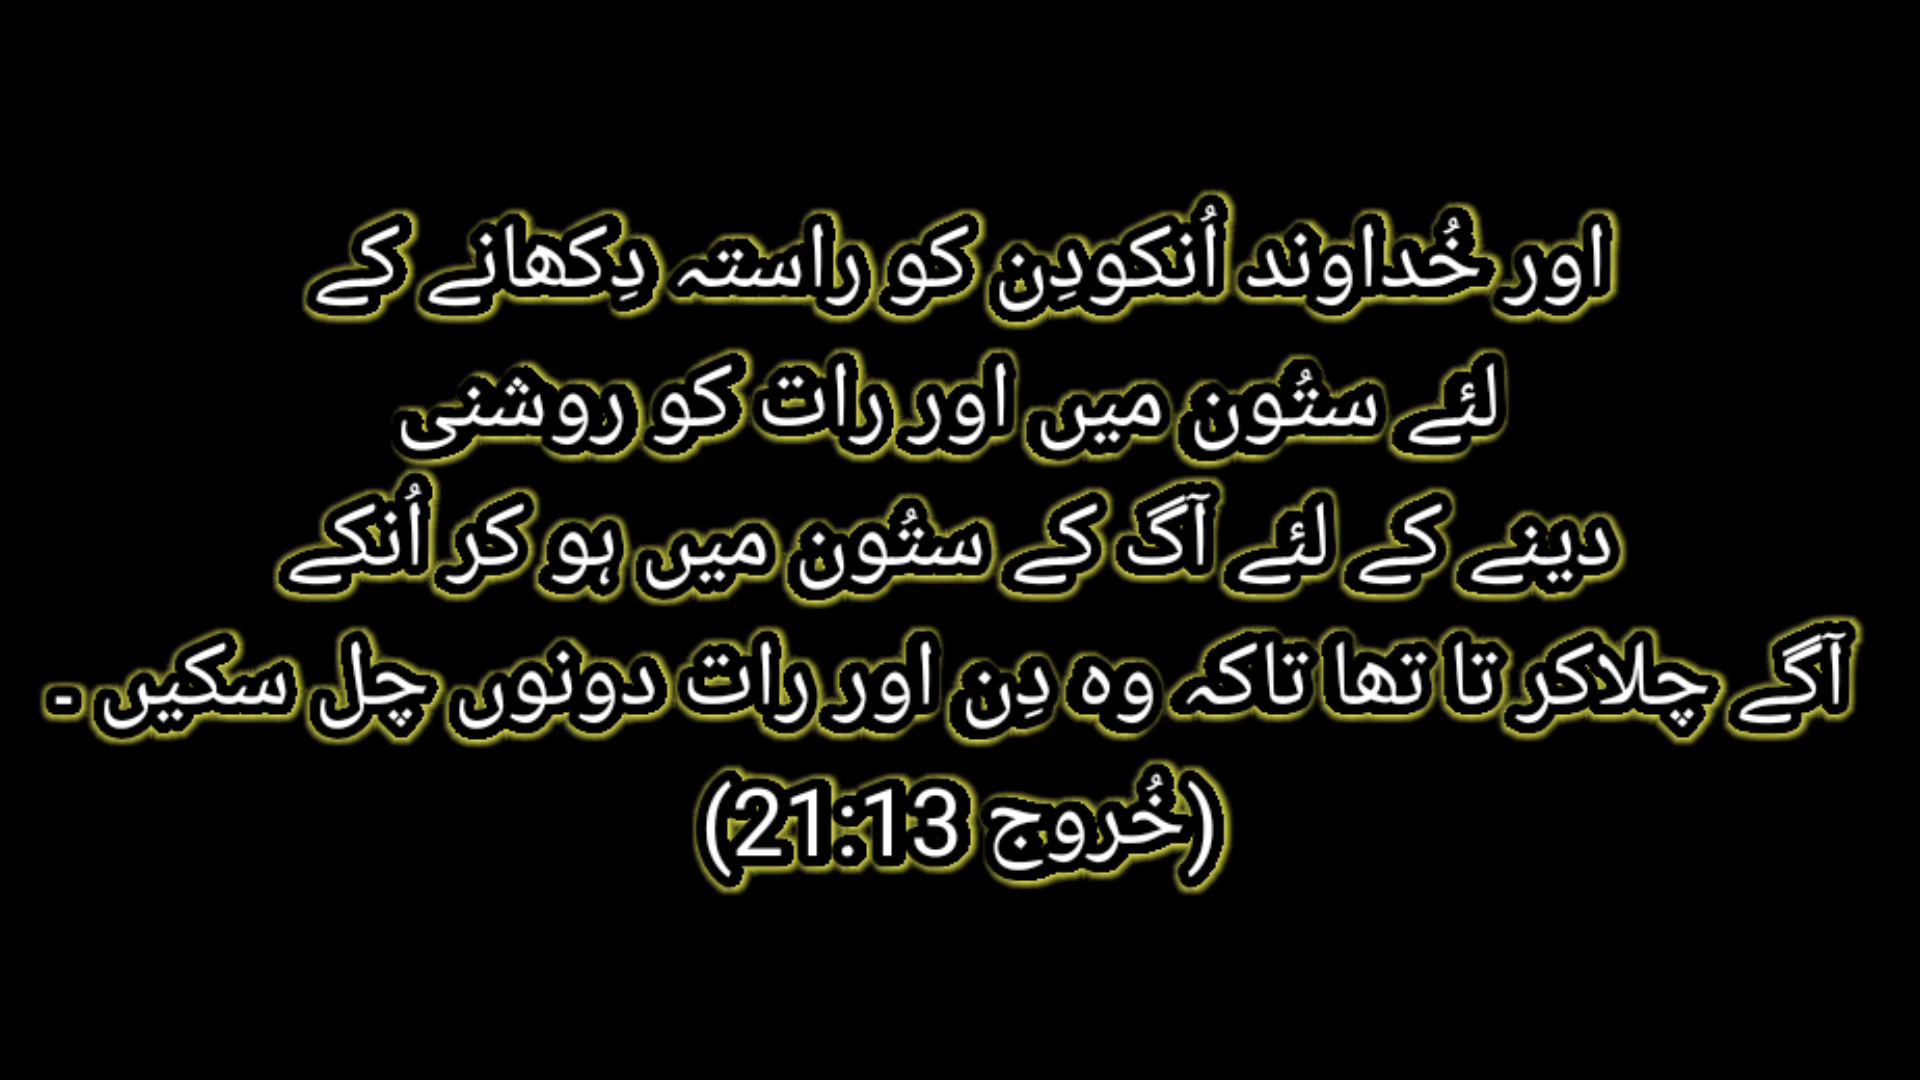 اور خُداوند اُنکودِن کو راستہ دِکھانے کے
لئے ستُون میں اور رات کو روشنی
دینے کے لئے آگ کے ستُون میں ہو کر اُنکے
آگے چلاکر تا تھا تاکہ وہ دِن اور رات دونوں چل سکیں ۔
(خُروج 21:13)